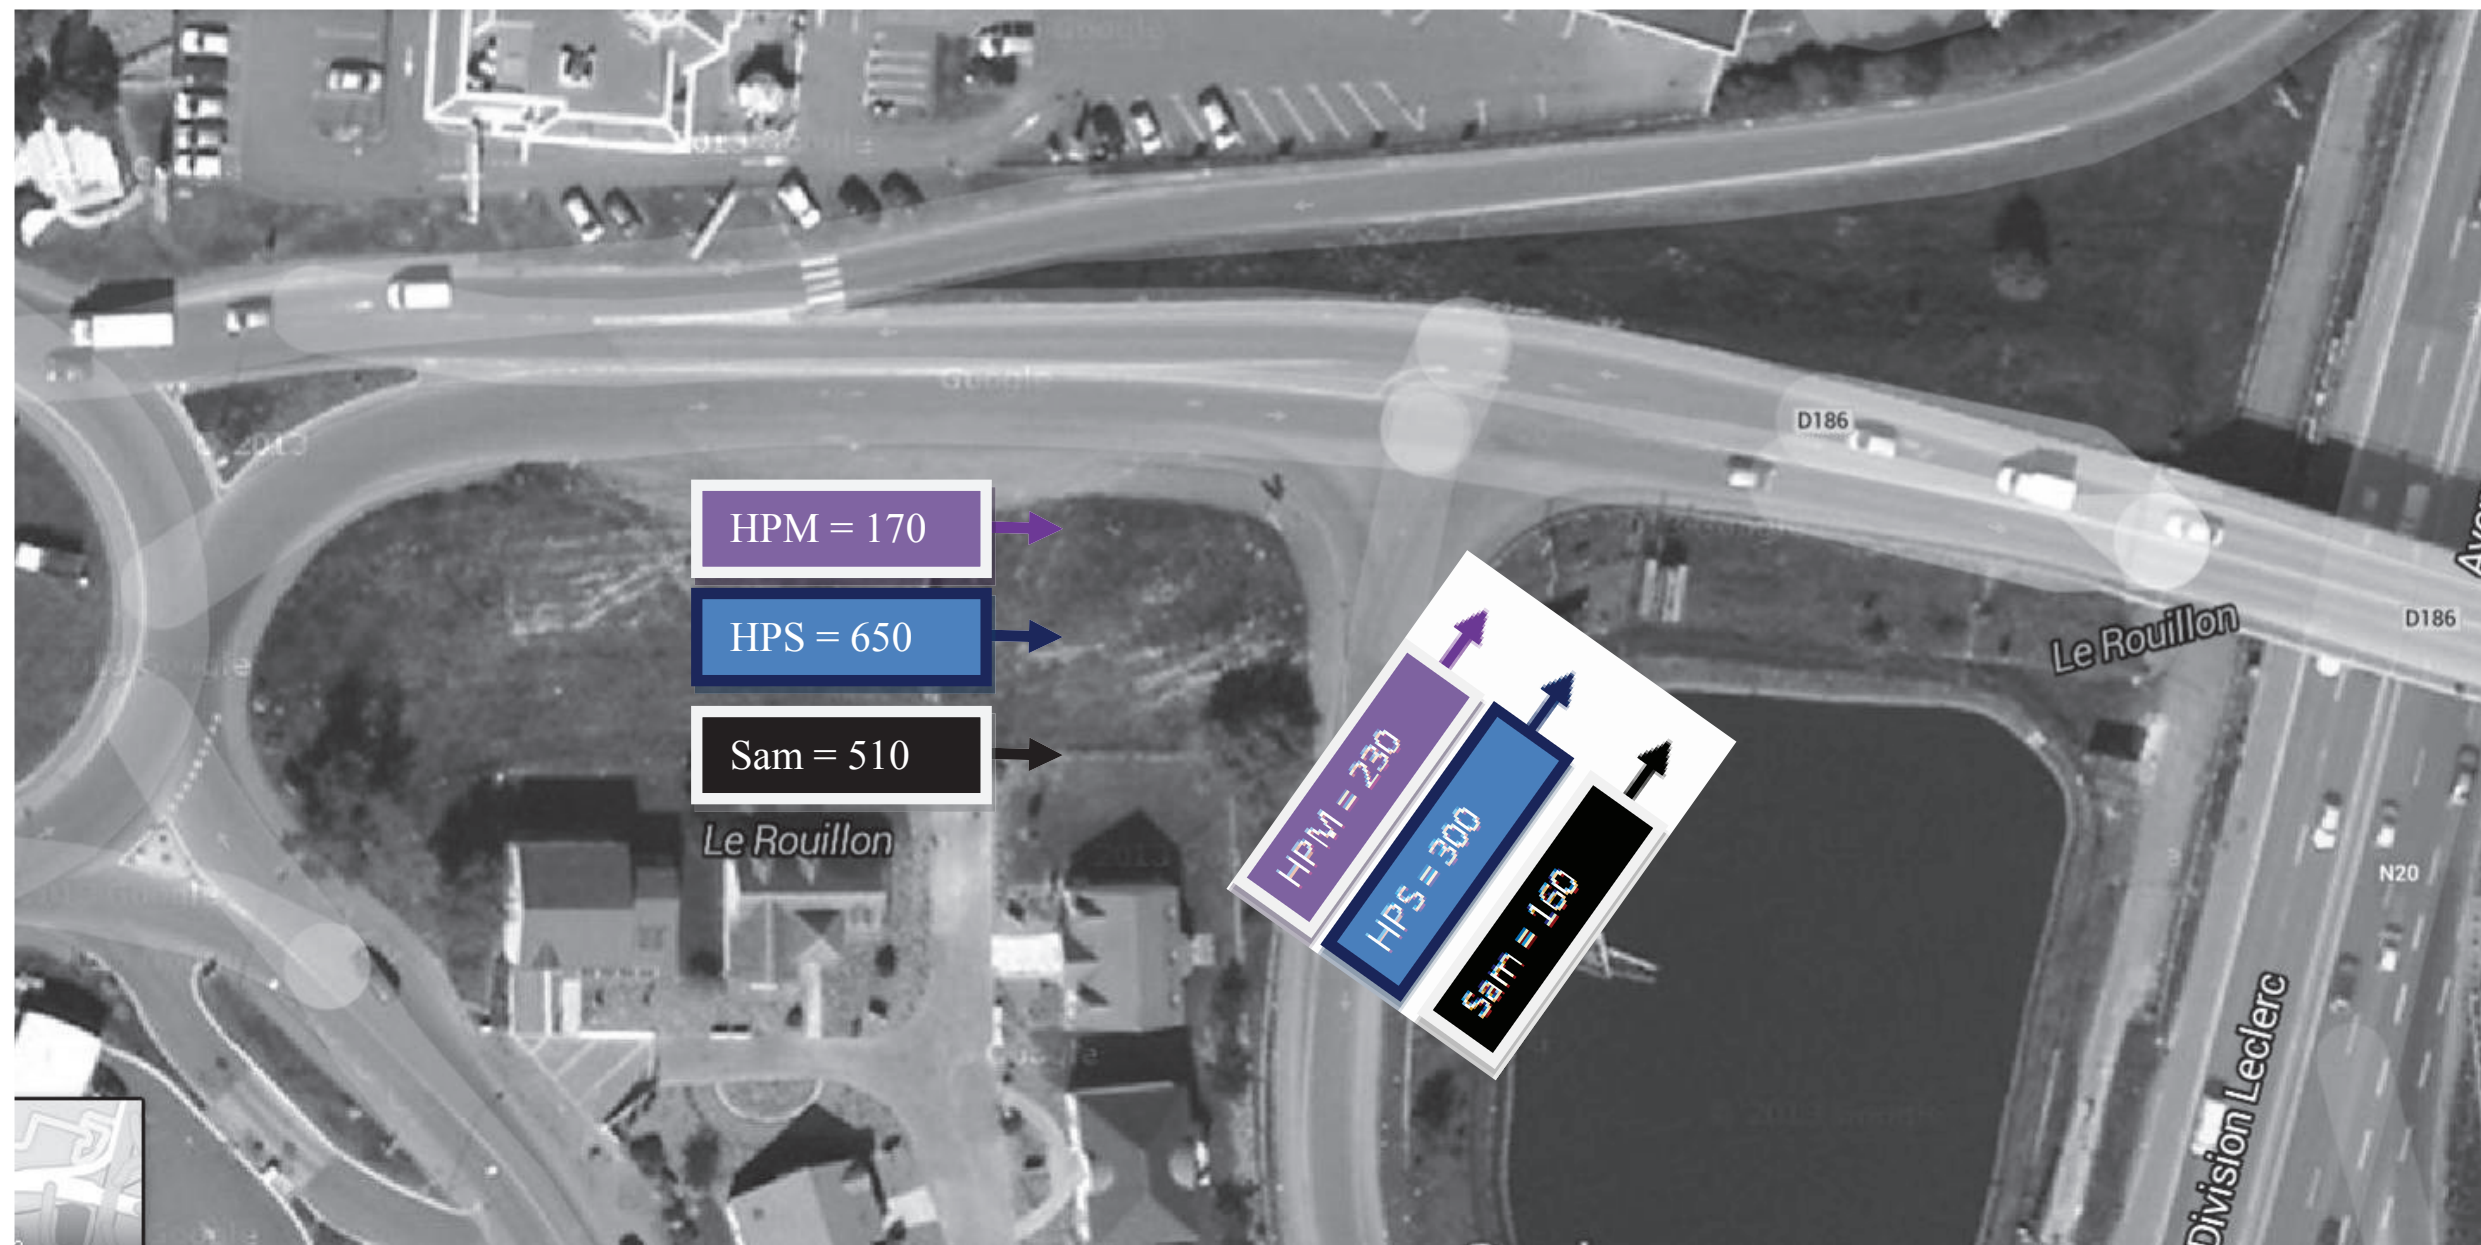 D186
HPM = 170
HPS = 650
Sam = 510
HPM = 230
HPS = 300
Sam = 160
Le Rouillon
D186
Le Rouillon
N20
Division Leclerc